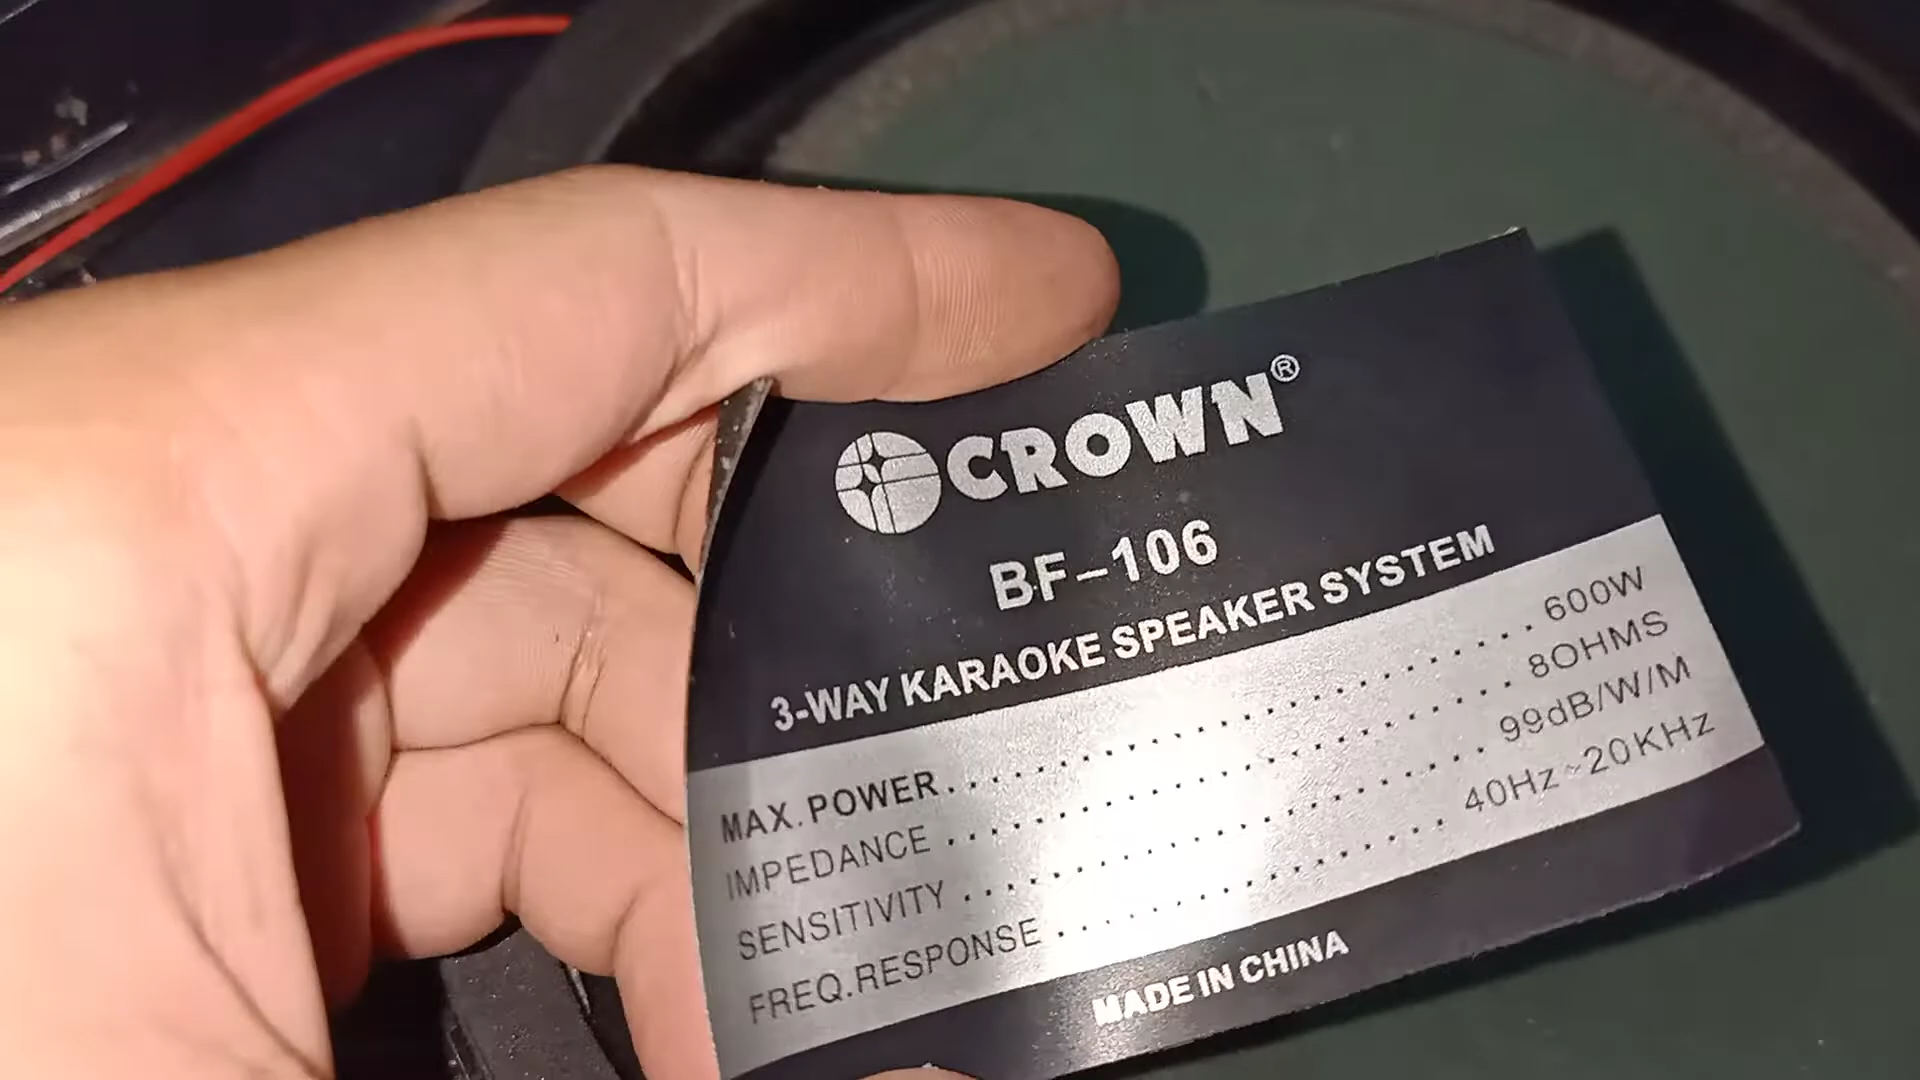 CROWN®
BF-106
3-WAY KARAOKE SPEAKER SYSTEM
MAX. POWER.............................600W
IMPEDANCE.............................8OHMS
SENSITIVITY...........................99dB/W/M
FREQ.RESPONSE....................40Hz~20KHz
MADE IN CHINA